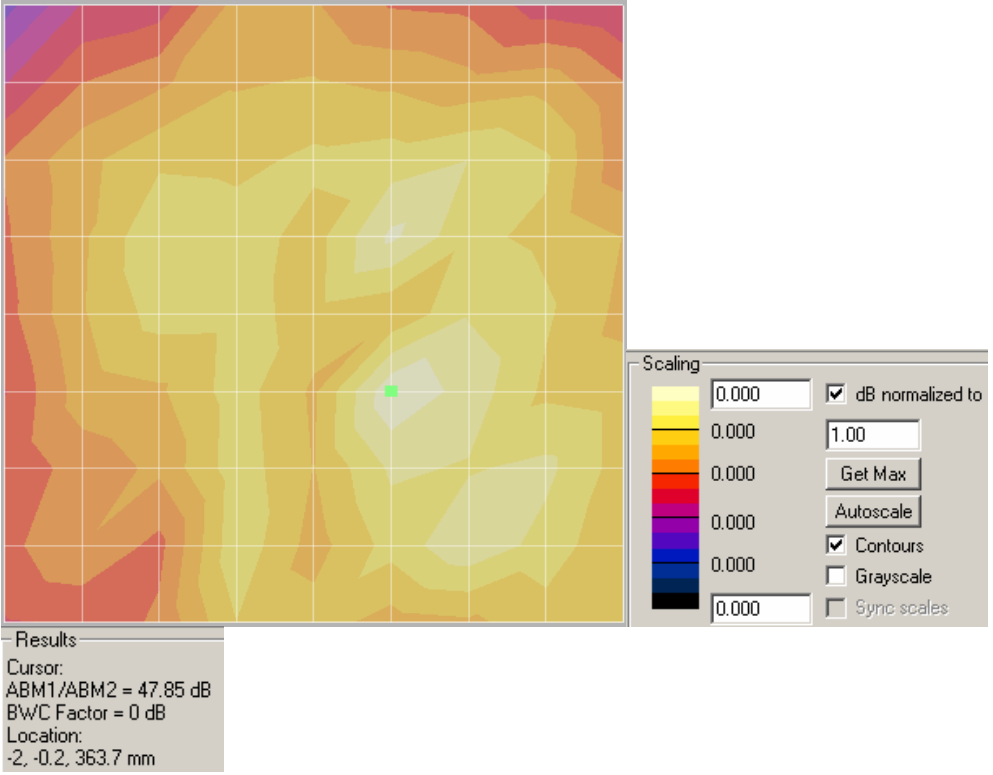 Scaling
0.000 dB normalized to
0.000 1.00
0.000 Get Max
Autoscale
0.000
Contours
0.000
Grayscale
0.000 Sync scales
Results
Cursor:
ABM1/ABM2 = 47.85 dB
BWC Factor = 0 dB
Location:
-2, -0.2, 363.7 mm